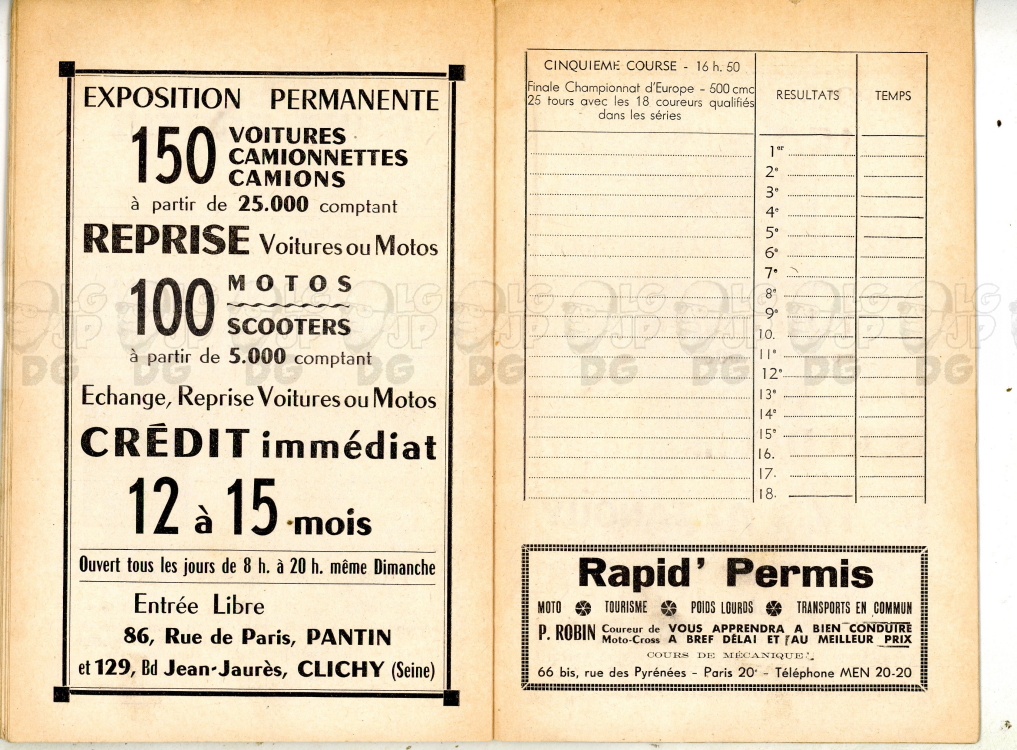 EXPOSITION PERMANENTE
150 VOITURES
CAMIONNETTES
CAMIONS
à partir de 25.000 comptant
REPRISE Voitures ou Motos
100 MOTOS
SCOOTERS
à partir de 5.000 comptant
Echange, Reprise Voitures ou Motos
CRÉDIT immédiat
12 à 15 mois
Ouvert tous les jours de 8 h. à 20 h. même Dimanche
Entrée Libre
86, Rue de Paris, PANTIN
et 129, Bd Jean-Jaurès, CLICHY (Seine)
CINQUIEME COURSE - 16 h. 50
Finale Championnat d'Europe - 500 cmc
25 tours avec les 18 coureurs qualifiés
dans les séries
RESULTATS
TEMPS
1er
2e
3e
4e
5e
6e
7e
8e
9e
10.
11e
12e
13e
14e
15e
16.
17.
18.
Rapid' Permis
MOTO TOURISME POIDS LOURDS TRANSPORTS EN COMMUN
P. ROBIN Coureur de Moto-Cross VOUS APPRENDRA A BIEN CONDUIRE
A BREF DÉLAI ET AU MEILLEUR PRIX
COURS DE MÉCANIQUE
66 bis, rue des Pyrénées - Paris 20e - Téléphone MEN 20-20
LG JP DG